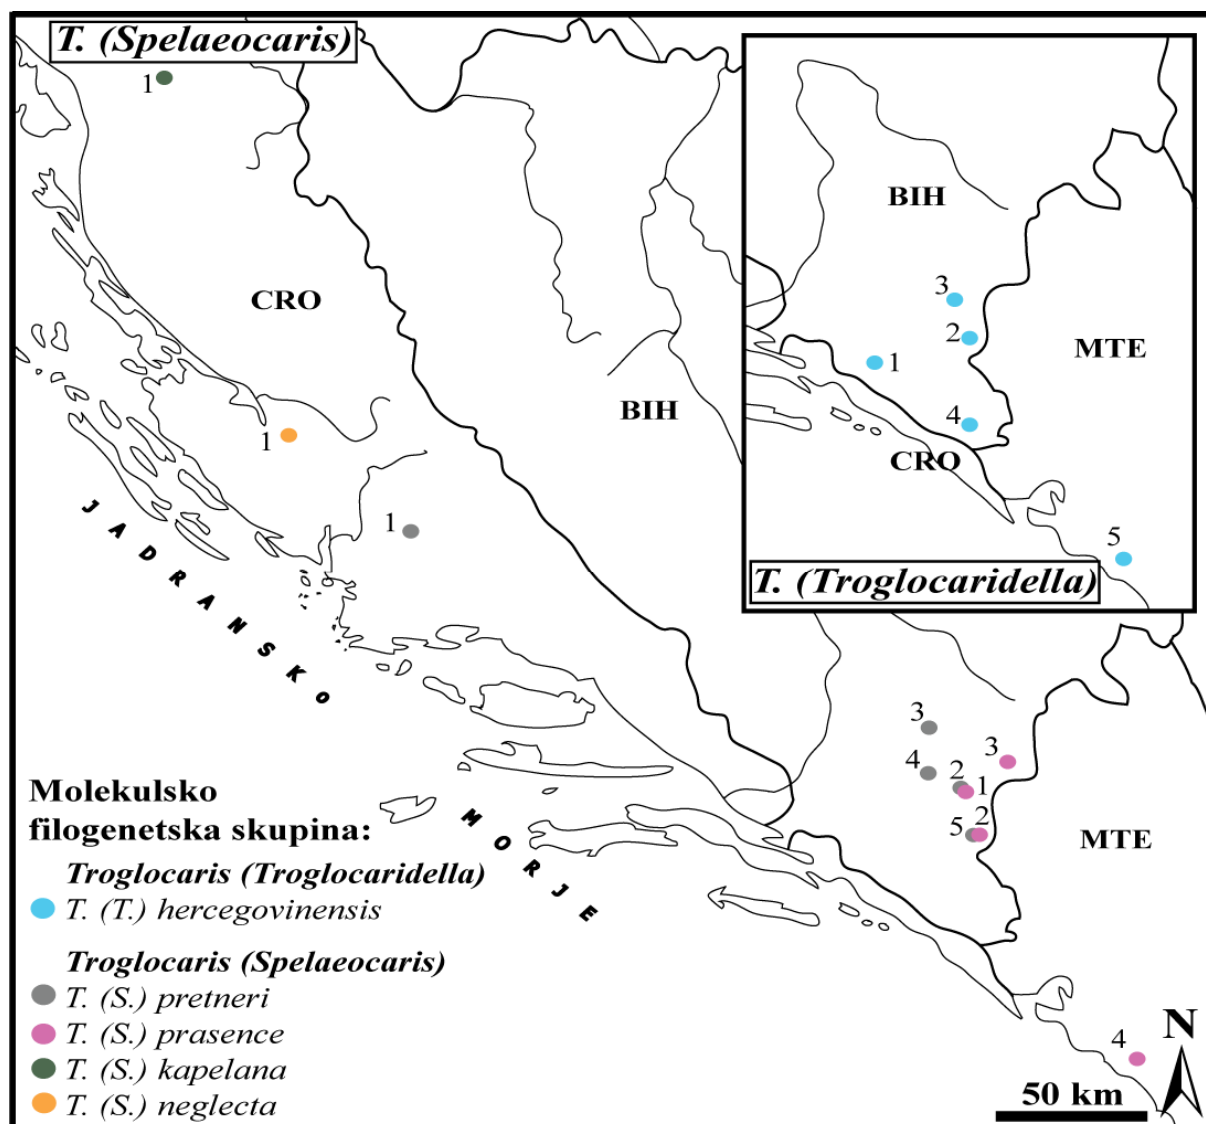 T. (Spelaeocaris)
1
CRO
1
1
BIH
JADRANSKO
MORJE
BIH
3
2
1
MTE
4
CRO
5
T. (Troglocaridella)
3
3
4
2
1
5
2
MTE
4
N
50 km
Molekulsko
filogenetska skupina:
Troglocaris (Troglocaridella)
T. (T.) hercegovinensis
Troglocaris (Spelaeocaris)
T. (S.) pretneri
T. (S.) prasence
T. (S.) kapelana
T. (S.) neglecta